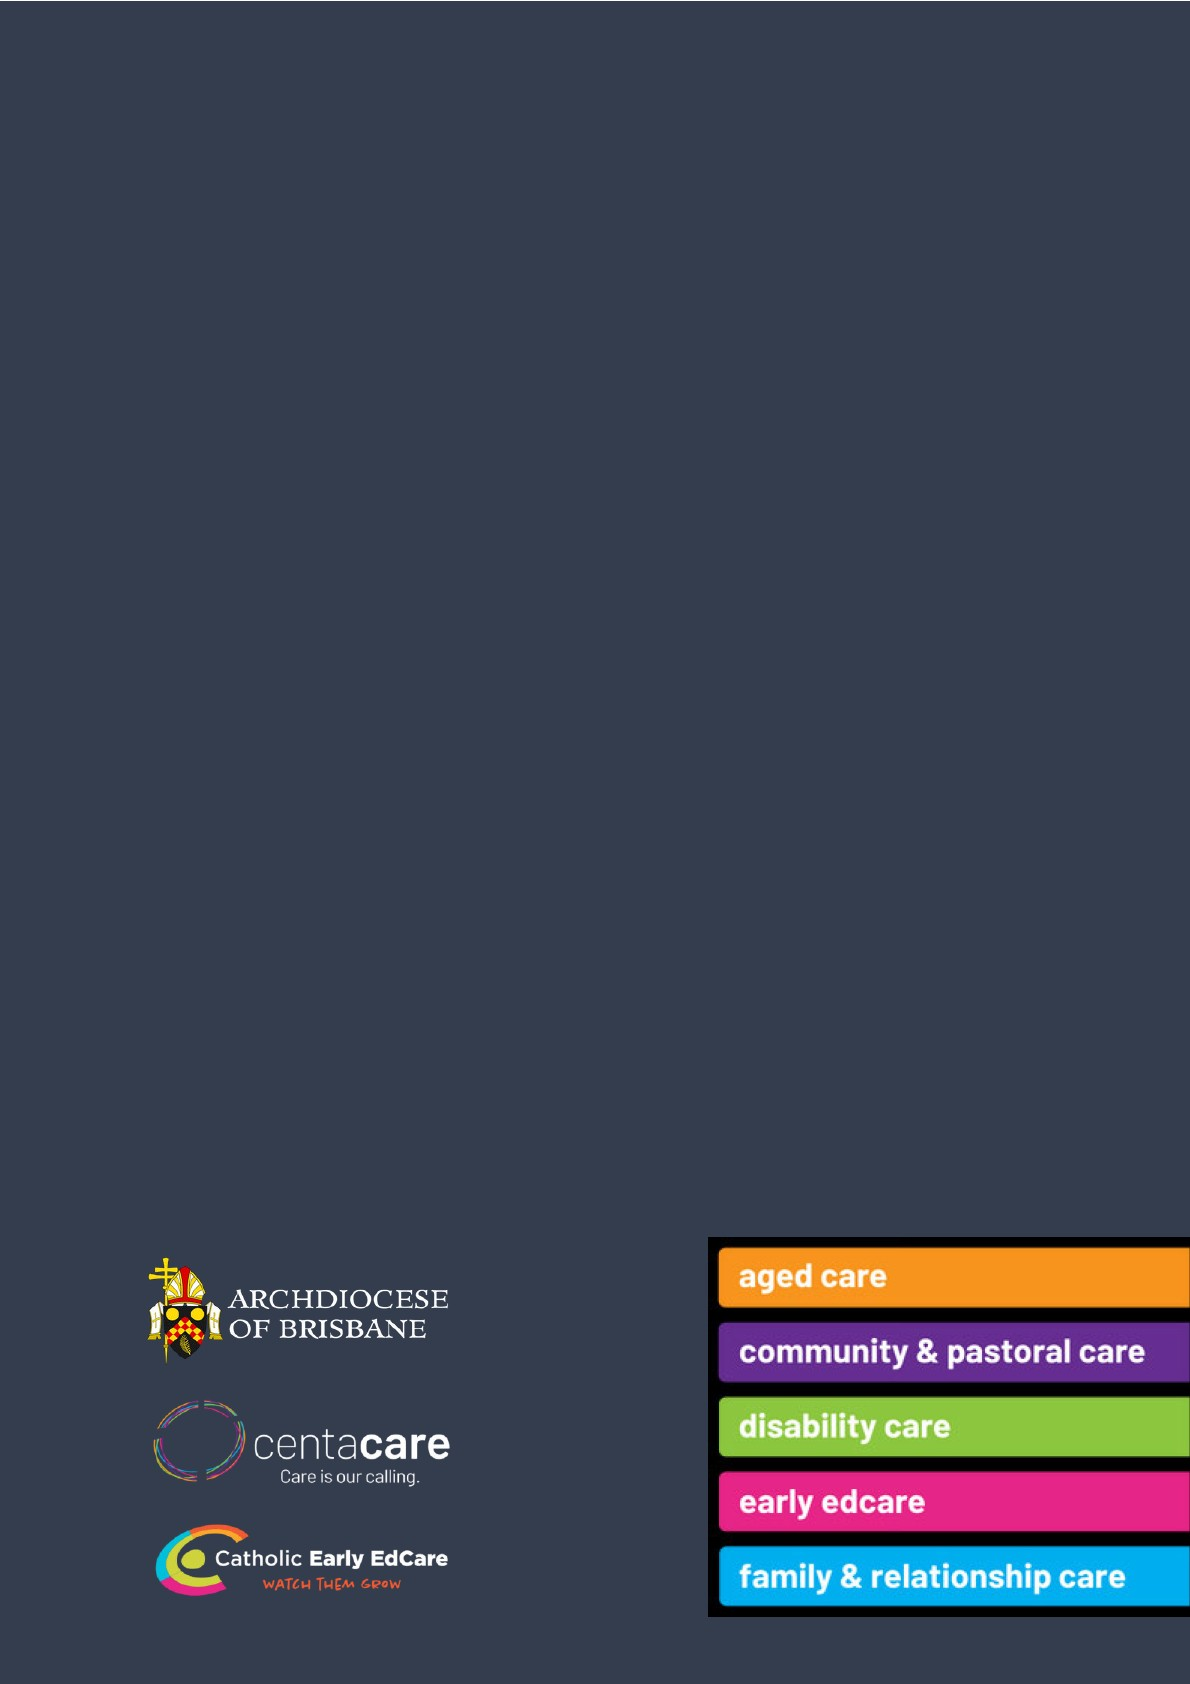 ARCHDIOCESE
OF BRISBANE
centacare
Care is our calling.
Catholic Early EdCare
WATCH THEM GROW
aged care
community & pastoral care
disability care
early edcare
family & relationship care